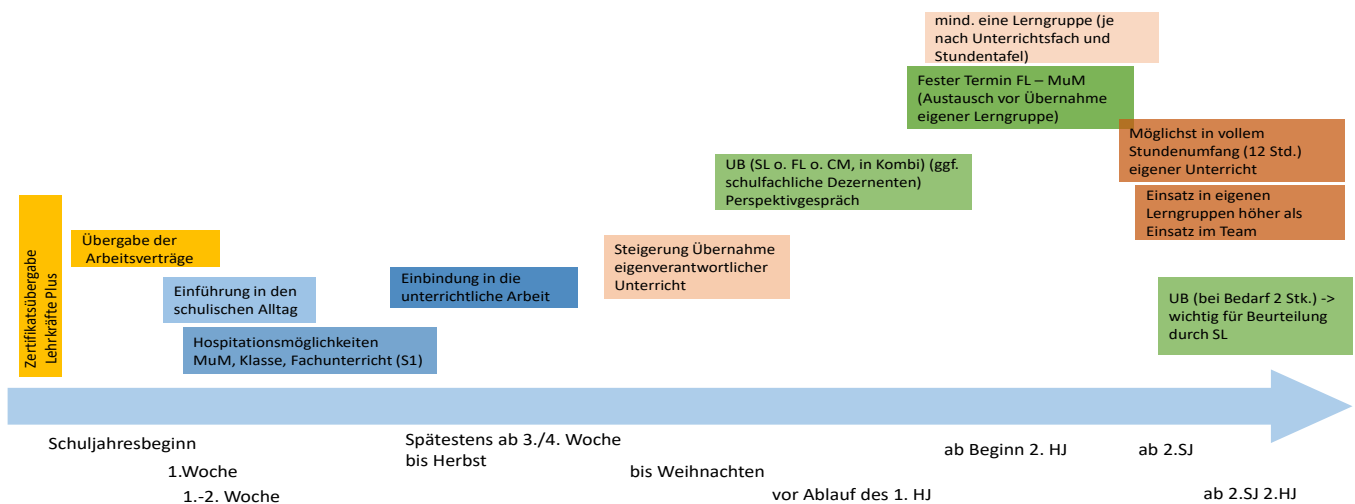 Zertifikatsübergabe
Lehrkräfte Plus
Übergabe der
Arbeitsverträge
Einführung in den
schulischen Alltag
Hospitationsmöglichkeiten
MuM, Klasse, Fachunterricht (S1)
Einbindung in die
unterrichtliche Arbeit
Steigerung Übernahme
eigenverantwortlicher
Unterricht
UB (SL o. FL o. CM, in Kombi) (ggf.
schulfachliche Dezernenten)
Perspektivgespräch
mind. eine Lerngruppe (je
nach Unterrichtsfach und
Stundentafel)
Fester Termin FL – MuM
(Austausch vor Übernahme
eigener Lerngruppe)
Möglichst in vollem
Stundenumfang (12 Std.)
eigener Unterricht
Einsatz in eigenen
Lerngruppen höher als
Einsatz im Team
UB (bei Bedarf 2 Stk.) ->
wichtig für Beurteilung
durch SL
Schuljahresbeginn
1.Woche
1.-2. Woche
Spätestens ab 3./4. Woche
bis Herbst
bis Weihnachten
vor Ablauf des 1. HJ
ab Beginn 2. HJ
ab 2.SJ
ab 2.SJ 2.HJ